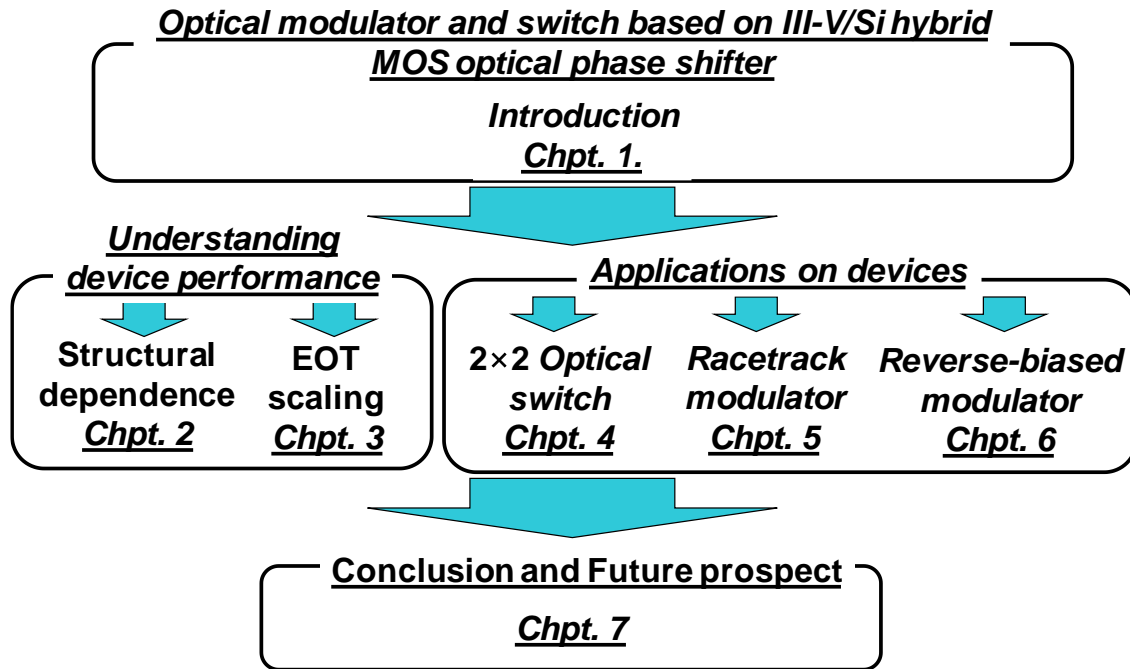 Optical modulator and switch based on III-V/Si hybrid
MOS optical phase shifter
Introduction
Chpt. 1.
Understanding
device performance
Structural
dependence
Chpt. 2
EOT
scaling
Chpt. 3
Applications on devices
2×2 Optical
switch
Chpt. 4
Racetrack
modulator
Chpt. 5
Reverse-biased
modulator
Chpt. 6
Conclusion and Future prospect
Chpt. 7